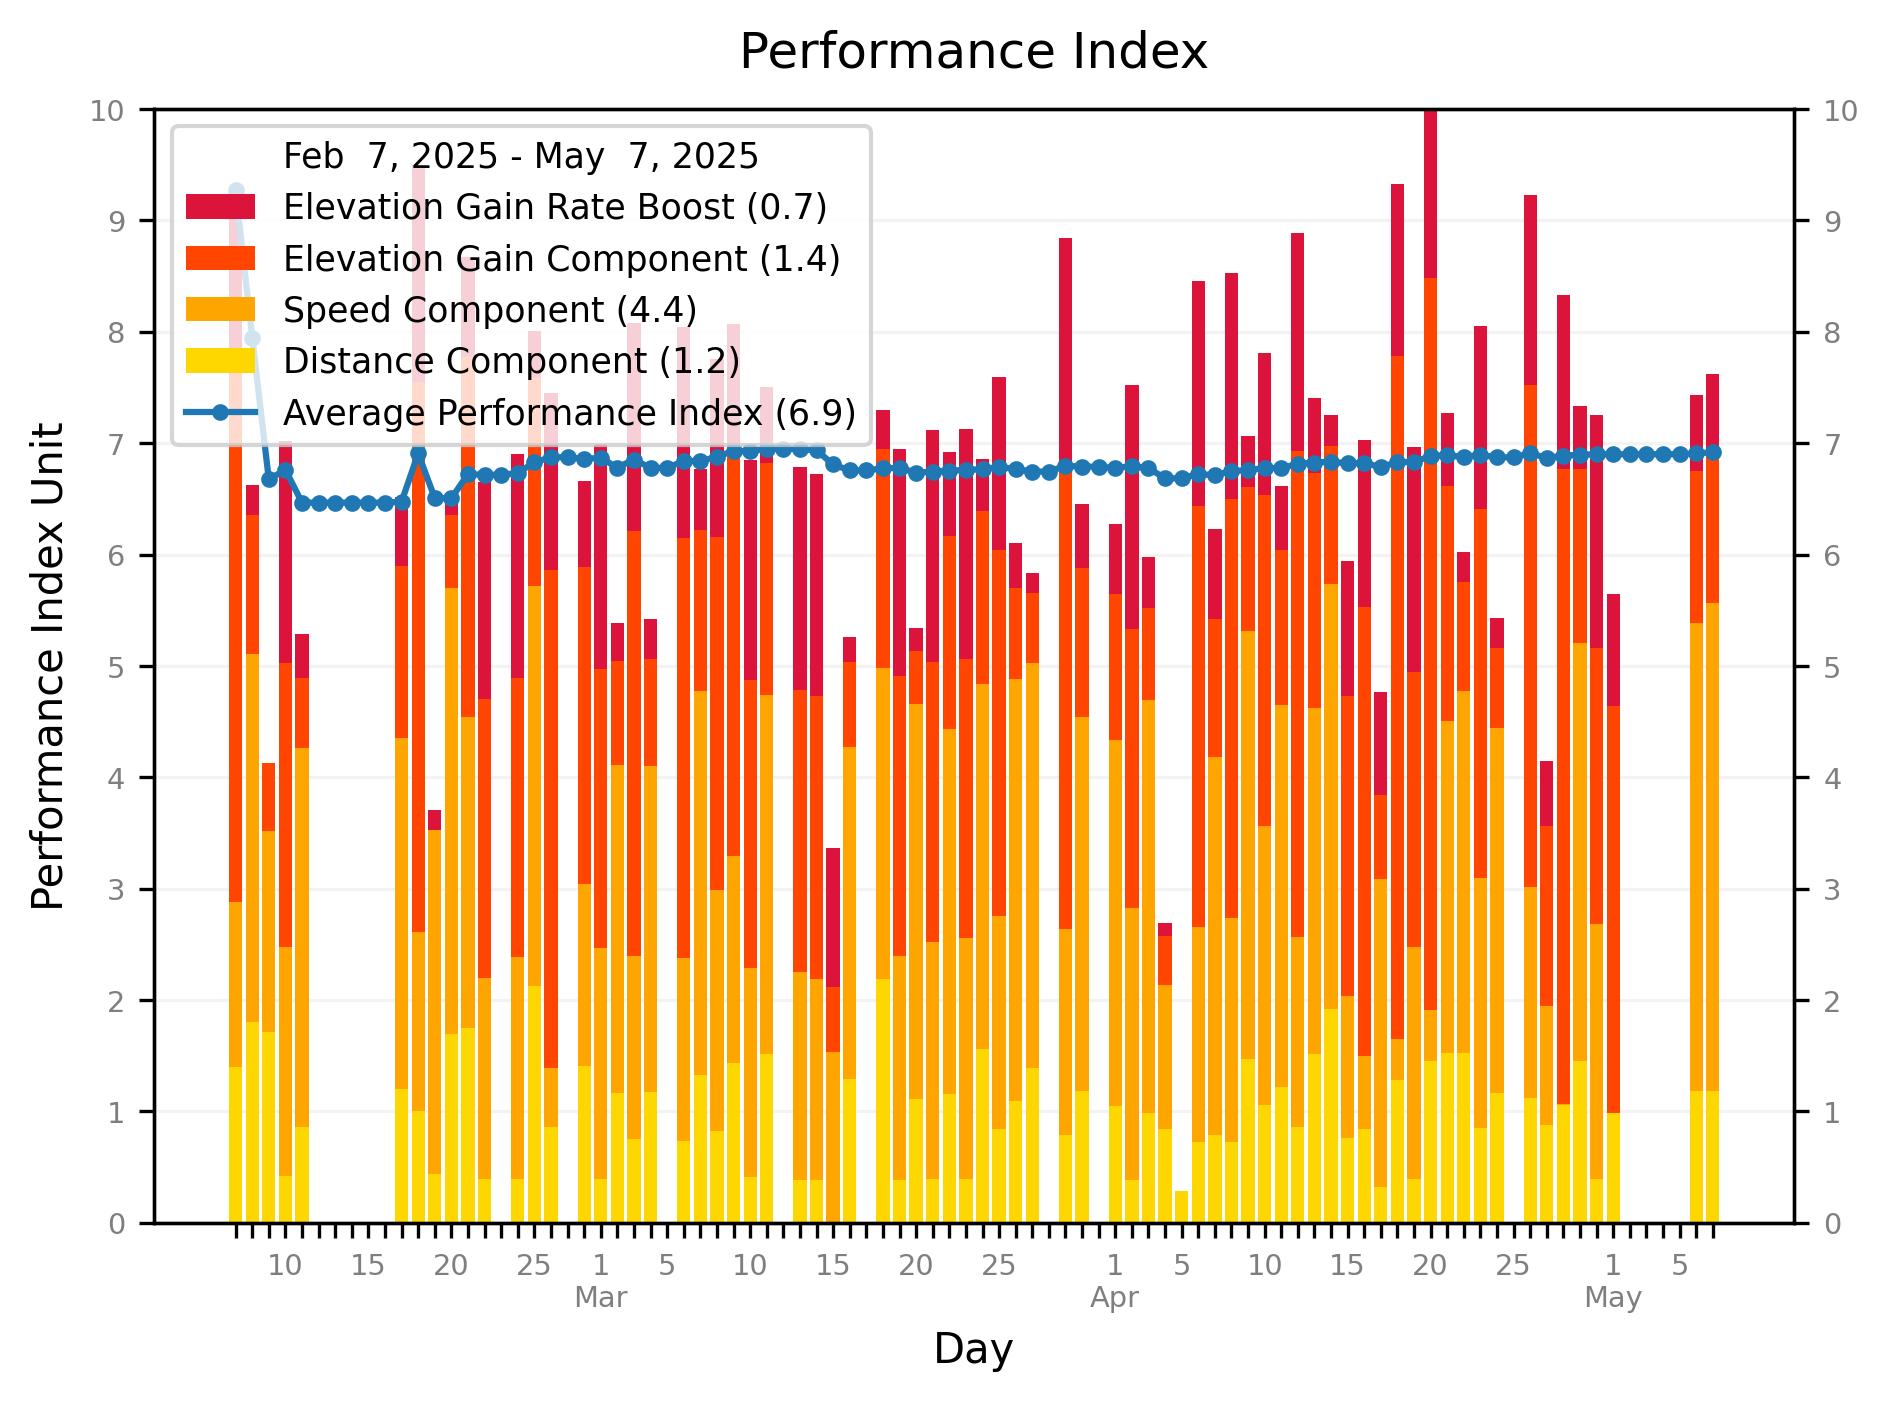 Performance Index
10 10
9 9
8 8
7 7
6 6
5 5
4 4
3 3
2 2
1 1
0 0
Performance Index Unit
Feb  7, 2025 - May  7, 2025
Elevation Gain Rate Boost (0.7)
Elevation Gain Component (1.4)
Speed Component (4.4)
Distance Component (1.2)
Average Performance Index (6.9)
10 15 20 25 1 5 10 15 20 25 1 5 10 15 20 25 1 5
Mar Apr May
Day